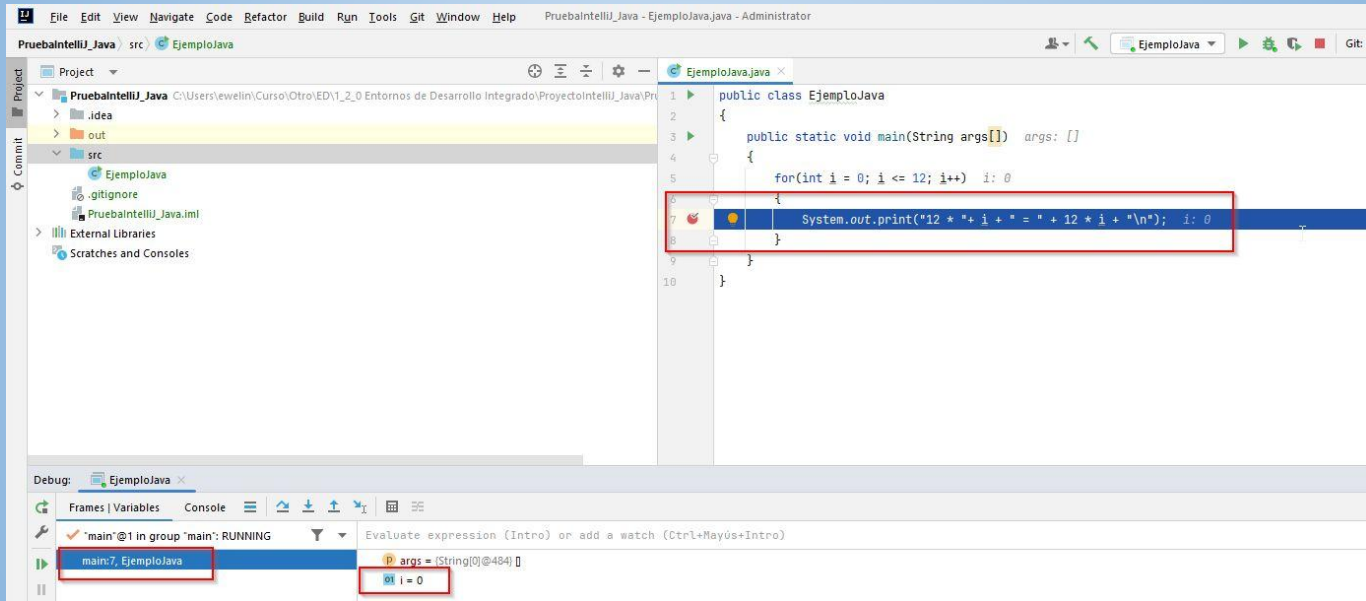 File Edit View Navigate Code Refactor Build Run Tools Git Window Help PruebaIntelliJ_Java - EjemploJava.java - Administrator
PruebaIntelliJ_Java src EjemploJava
EjemploJava Git:
Project
Commit
Project
PruebaIntelliJ_Java C:\Users\ewelin\Curso\Otro\ED\1_2_0 Entornos de Desarrollo Integrado\ProyectoIntelliJ_Java\Pru
.idea
out
src
EjemploJava
.gitignore
PruebaIntelliJ_Java.iml
External Libraries
Scratches and Consoles
EjemploJava.java
1 public class EjemploJava
2 {
3 public static void main(String args[]) args: []
4 {
5 for(int i = 0; i <= 12; i++) i: 0
6 {
7 System.out.print("12 * "+ i + " = " + 12 * i + "\n"); i: 0
8 }
9 }
10 }
Debug: EjemploJava
Frames | Variables Console
"main"@1 in group "main": RUNNING
Evaluate expression (Intro) or add a watch (Ctrl+Mayús+Intro)
main:7, EjemploJava
args = {String[0]@484} []
01 i = 0